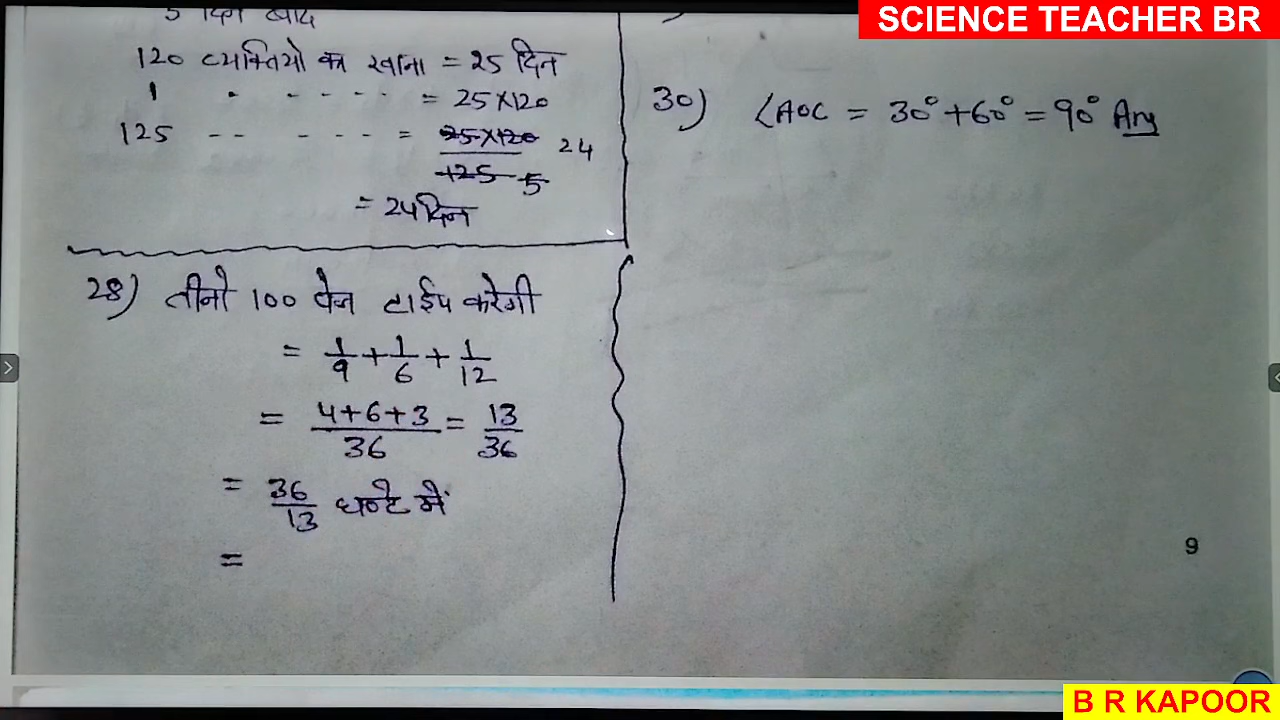 SCIENCE TEACHER BR
5 दिन बाद
120 व्यक्तियो का खाना = 25 दिन
1 " - - - - - = 25×120
125 -- - - - - = 25×120 24
125 5
= 24 दिन
28) तीनो 100 पेज टाईप करेगी
= 1/9 + 1/6 + 1/12
= 4+6+3/36 = 13/36
= 36/13 घन्टे में
=
30) ∠AOC = 30° + 60° = 90° Ans
9
B R KAPOOR